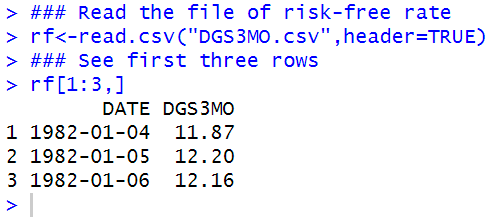 > ### Read the file of risk-free rate
> rf<-read.csv("DGS3MO.csv",header=TRUE)
> ### See first three rows
> rf[1:3,]
        DATE DGS3MO
1 1982-01-04  11.87
2 1982-01-05  12.20
3 1982-01-06  12.16
>